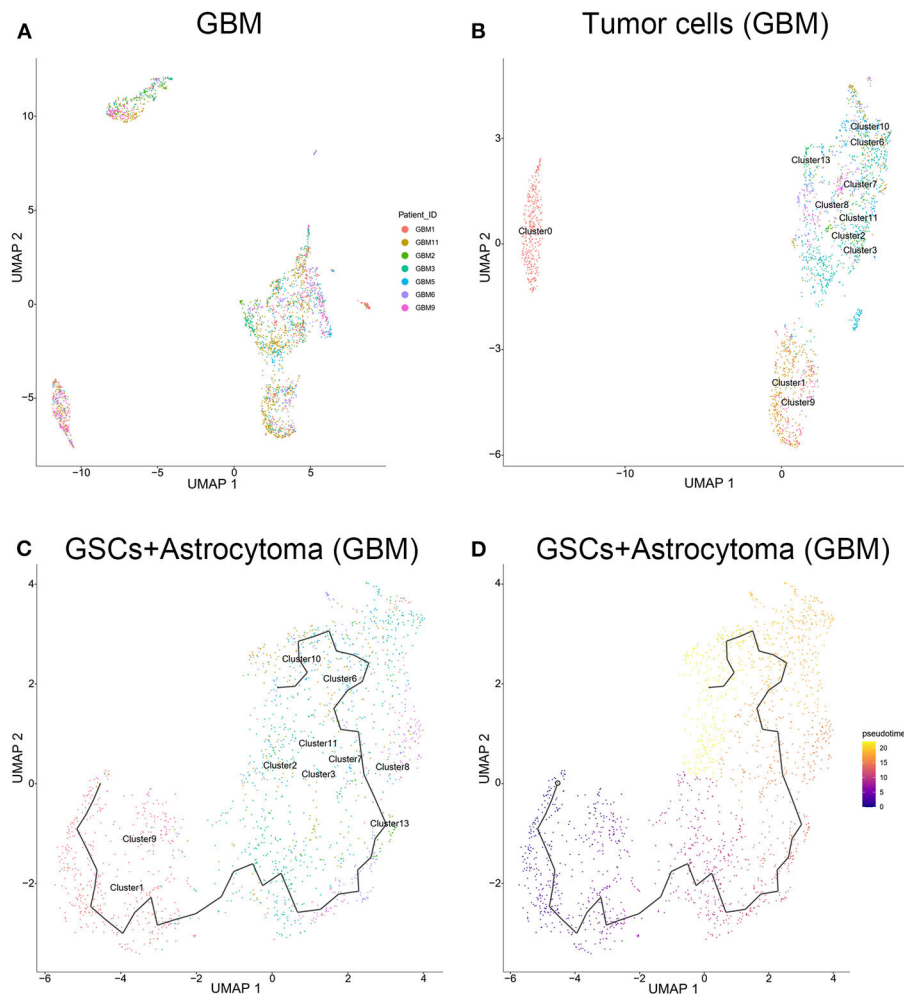 A
GBM
10
5
0
−5
UMAP 2
−10
−5
0
5
UMAP 1
Patient_ID
GBM1
GBM11
GBM2
GBM3
GBM5
GBM6
GBM9
B
Tumor cells (GBM)
3
0
−3
−6
UMAP 2
−10
0
UMAP 1
Cluster10
Cluster6
Cluster13
Cluster7
Cluster8
Cluster11
Cluster0
Cluster2
Cluster3
Cluster1
Cluster9
C
GSCs+Astrocytoma (GBM)
4
2
0
−2
UMAP 2
−6
−4
−2
0
2
4
UMAP 1
Cluster10
Cluster6
Cluster11
Cluster7
Cluster2
Cluster8
Cluster3
Cluster13
Cluster9
Cluster1
D
GSCs+Astrocytoma (GBM)
4
2
0
−2
UMAP 2
−6
−4
−2
0
2
4
UMAP 1
pseudotime
20
15
10
5
0